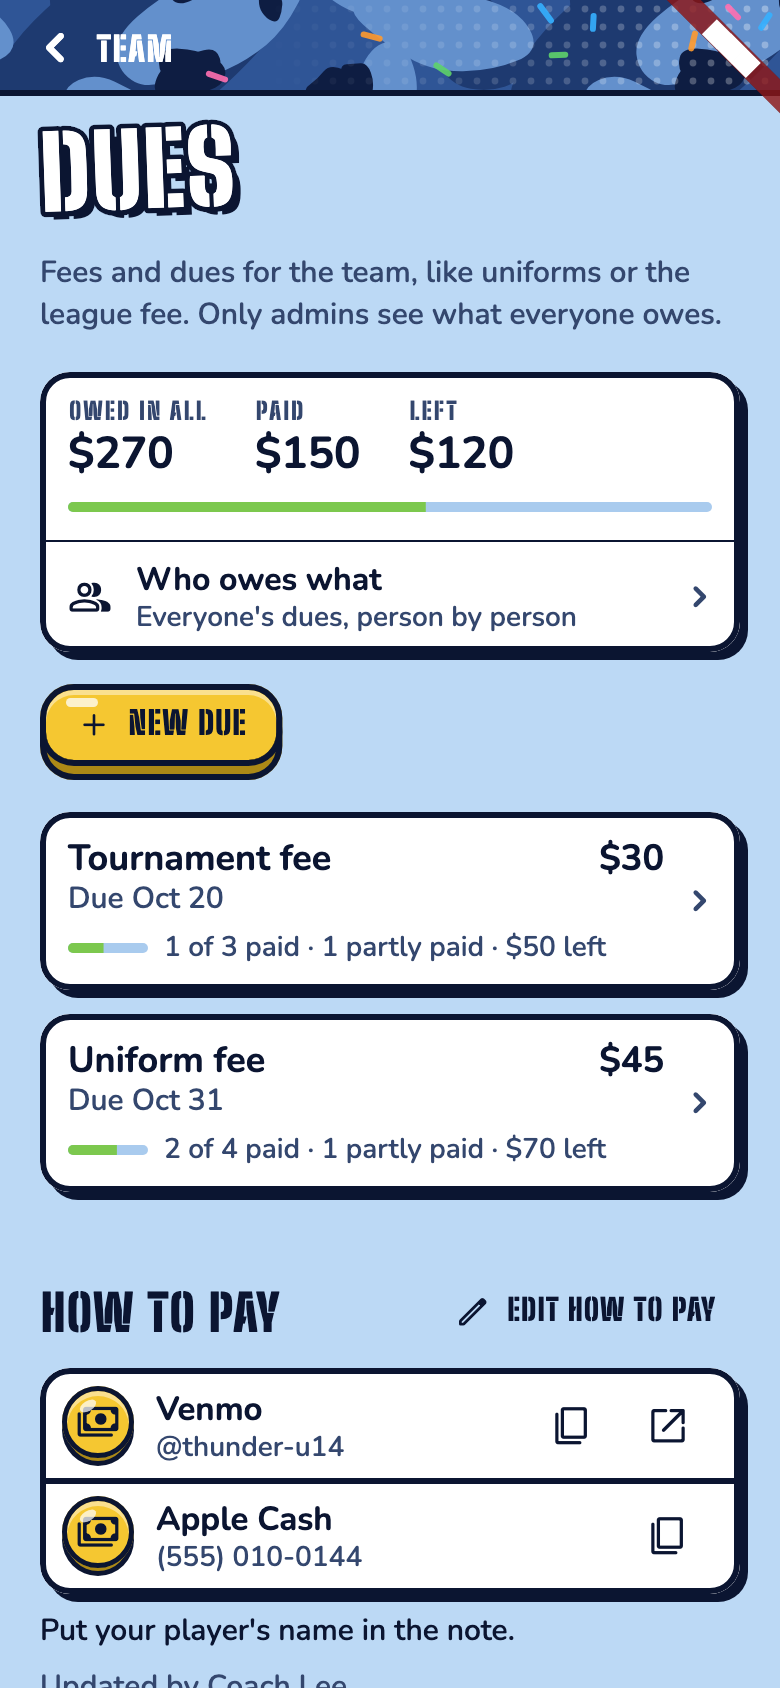 TEAM
DUES
Fees and dues for the team, like uniforms or the
league fee. Only admins see what everyone owes.
OWED IN ALL PAID LEFT
$270 $150 $120
Who owes what
Everyone's dues, person by person
NEW DUE
Tournament fee $30
Due Oct 20
1 of 3 paid · 1 partly paid · $50 left
Uniform fee $45
Due Oct 31
2 of 4 paid · 1 partly paid · $70 left
HOW TO PAY EDIT HOW TO PAY
Venmo
@thunder-u14
Apple Cash
(555) 010-0144
Put your player's name in the note.
Updated by Coach Lee